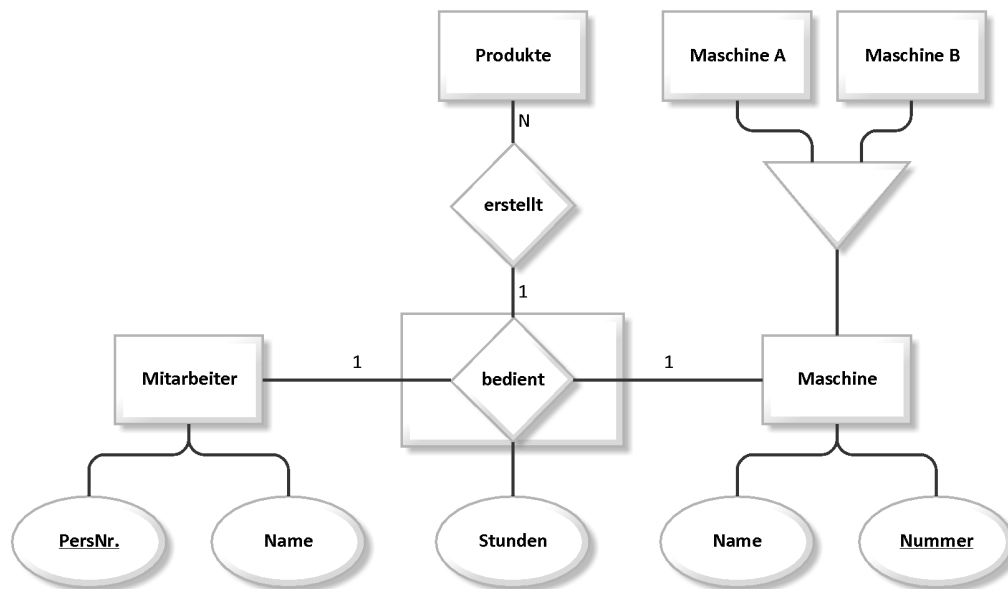 Produkte
Maschine A
Maschine B
N
erstellt
1
Mitarbeiter
1
bedient
1
Maschine
PersNr.
Name
Stunden
Name
Nummer